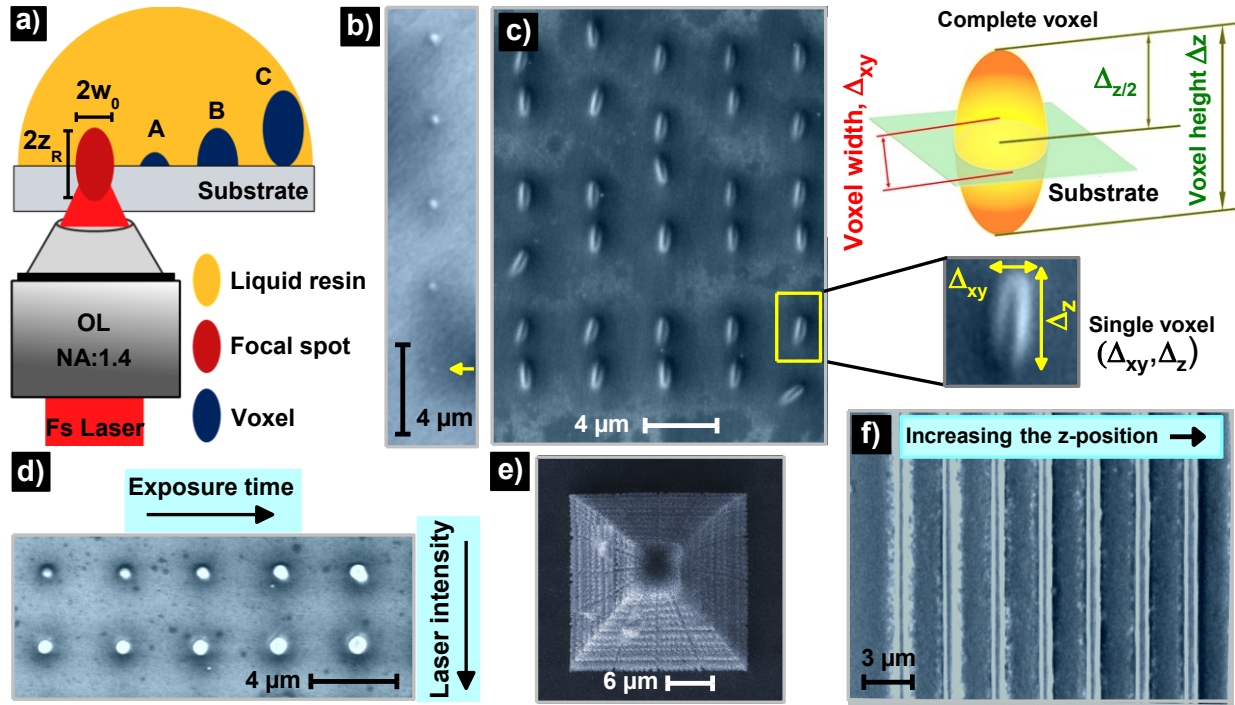 a)
2w₀
2z_R
A
B
C
Substrate
OL
NA:1.4
Fs Laser
Liquid resin
Focal spot
Voxel
b)
4 µm
c)
4 µm
Complete voxel
Voxel width, Δxy
Δz/2
Voxel height Δz
Substrate
Δxy
Δz
Single voxel
(Δxy,Δz)
d)
Exposure time
Laser intensity
4 µm
e)
6 µm
f)
Increasing the z-position
3 µm